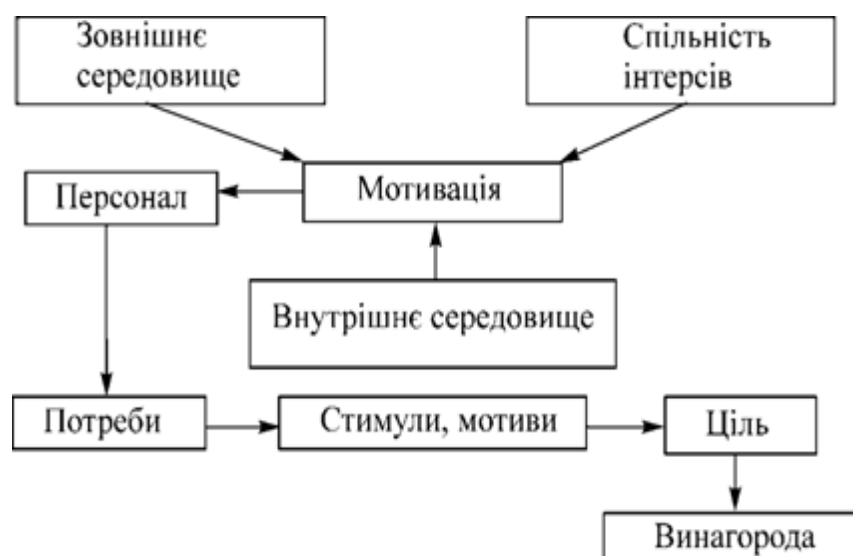 Зовнішнє
середовище
Спільність
інтерсів
Мотивація
Персонал
Внутрішнє середовище
Потреби
Стимули, мотиви
Ціль
Винагорода